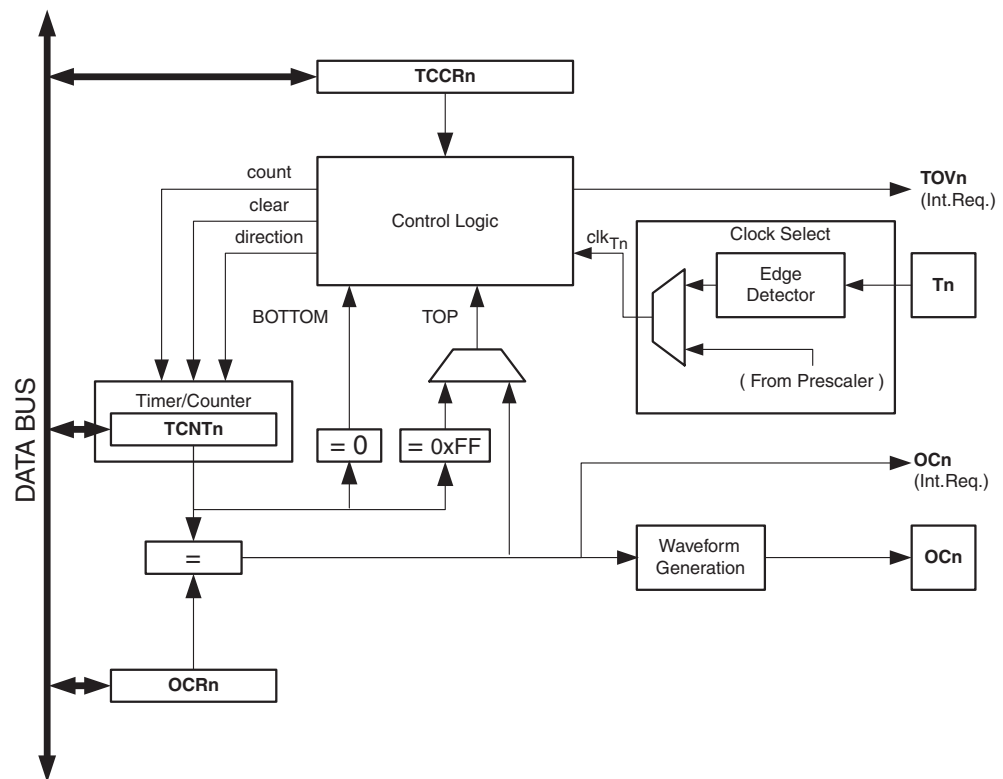 TCCRn
count
clear
direction
Control Logic
TOVn
(Int.Req.)
clkTn
Clock Select
Edge
Detector
Tn
( From Prescaler )
BOTTOM
TOP
Timer/Counter
TCNTn
= 0
= 0xFF
DATA BUS
OCn
(Int.Req.)
=
Waveform
Generation
OCn
OCRn